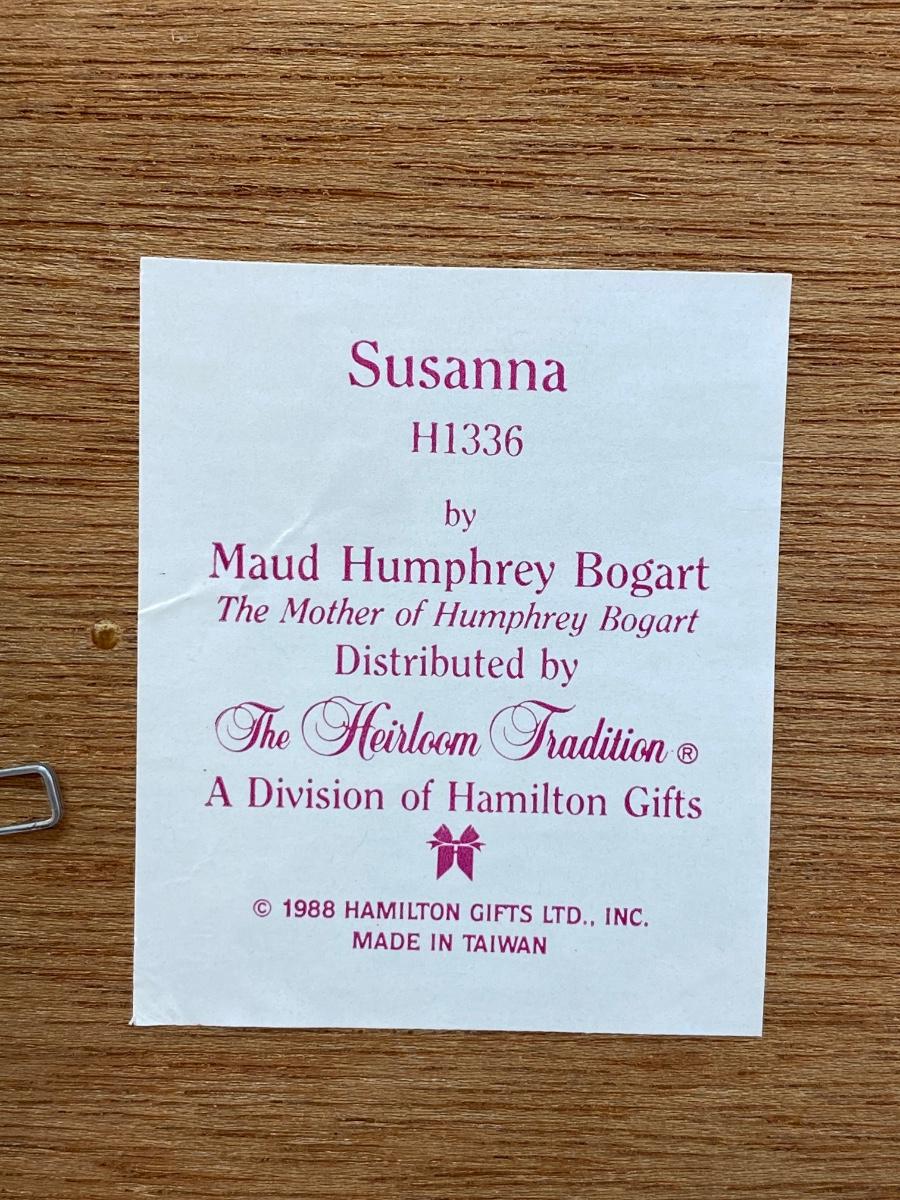 Susanna
H1336
by
Maud Humphrey Bogart
The Mother of Humphrey Bogart
Distributed by
The Heirloom Tradition ®
A Division of Hamilton Gifts
© 1988 HAMILTON GIFTS LTD., INC.
MADE IN TAIWAN